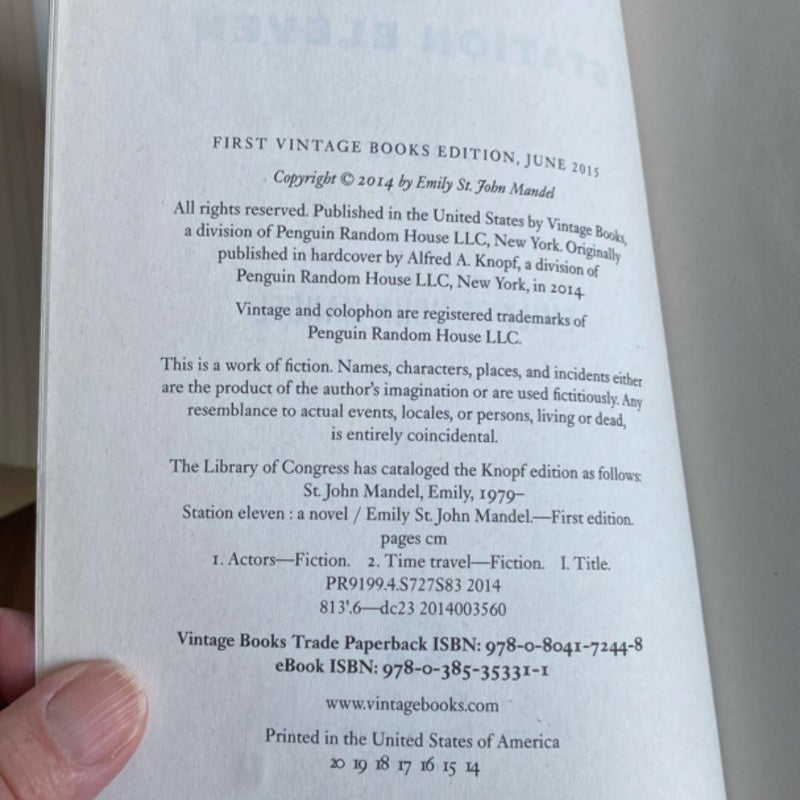 STATION ELEVEN
FIRST VINTAGE BOOKS EDITION, JUNE 2015
Copyright © 2014 by Emily St. John Mandel
All rights reserved. Published in the United States by Vintage Books,
a division of Penguin Random House LLC, New York. Originally
published in hardcover by Alfred A. Knopf, a division of
Penguin Random House LLC, New York, in 2014.
Vintage and colophon are registered trademarks of
Penguin Random House LLC.
This is a work of fiction. Names, characters, places, and incidents either
are the product of the author's imagination or are used fictitiously. Any
resemblance to actual events, locales, or persons, living or dead,
is entirely coincidental.
The Library of Congress has cataloged the Knopf edition as follows:
St. John Mandel, Emily, 1979–
Station eleven : a novel / Emily St. John Mandel.—First edition.
pages cm
1. Actors—Fiction. 2. Time travel—Fiction. I. Title.
PR9199.4.S727S83 2014
813'.6—dc23 2014003560
Vintage Books Trade Paperback ISBN: 978-0-8041-7244-8
eBook ISBN: 978-0-385-35331-1
www.vintagebooks.com
Printed in the United States of America
20 19 18 17 16 15 14